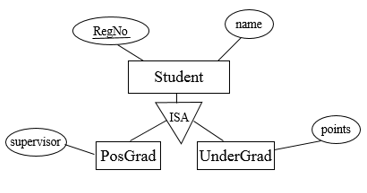 RegNo
name
Student
ISA
supervisor
points
PosGrad
UnderGrad